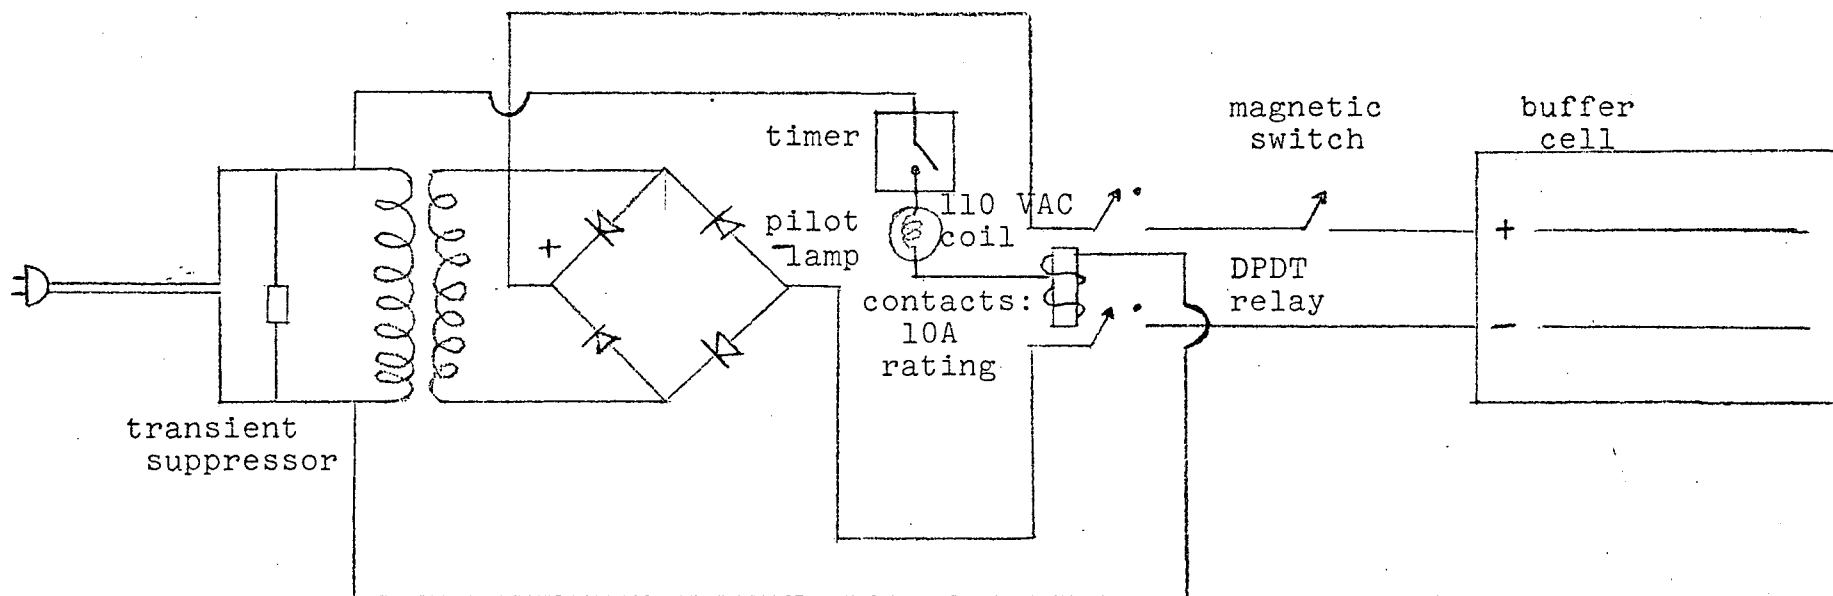 timer
magnetic
switch
buffer
cell
110 VAC
coil
pilot
lamp
+
+
DPDT
relay
contacts:
10A
rating
-
-
transient
suppressor